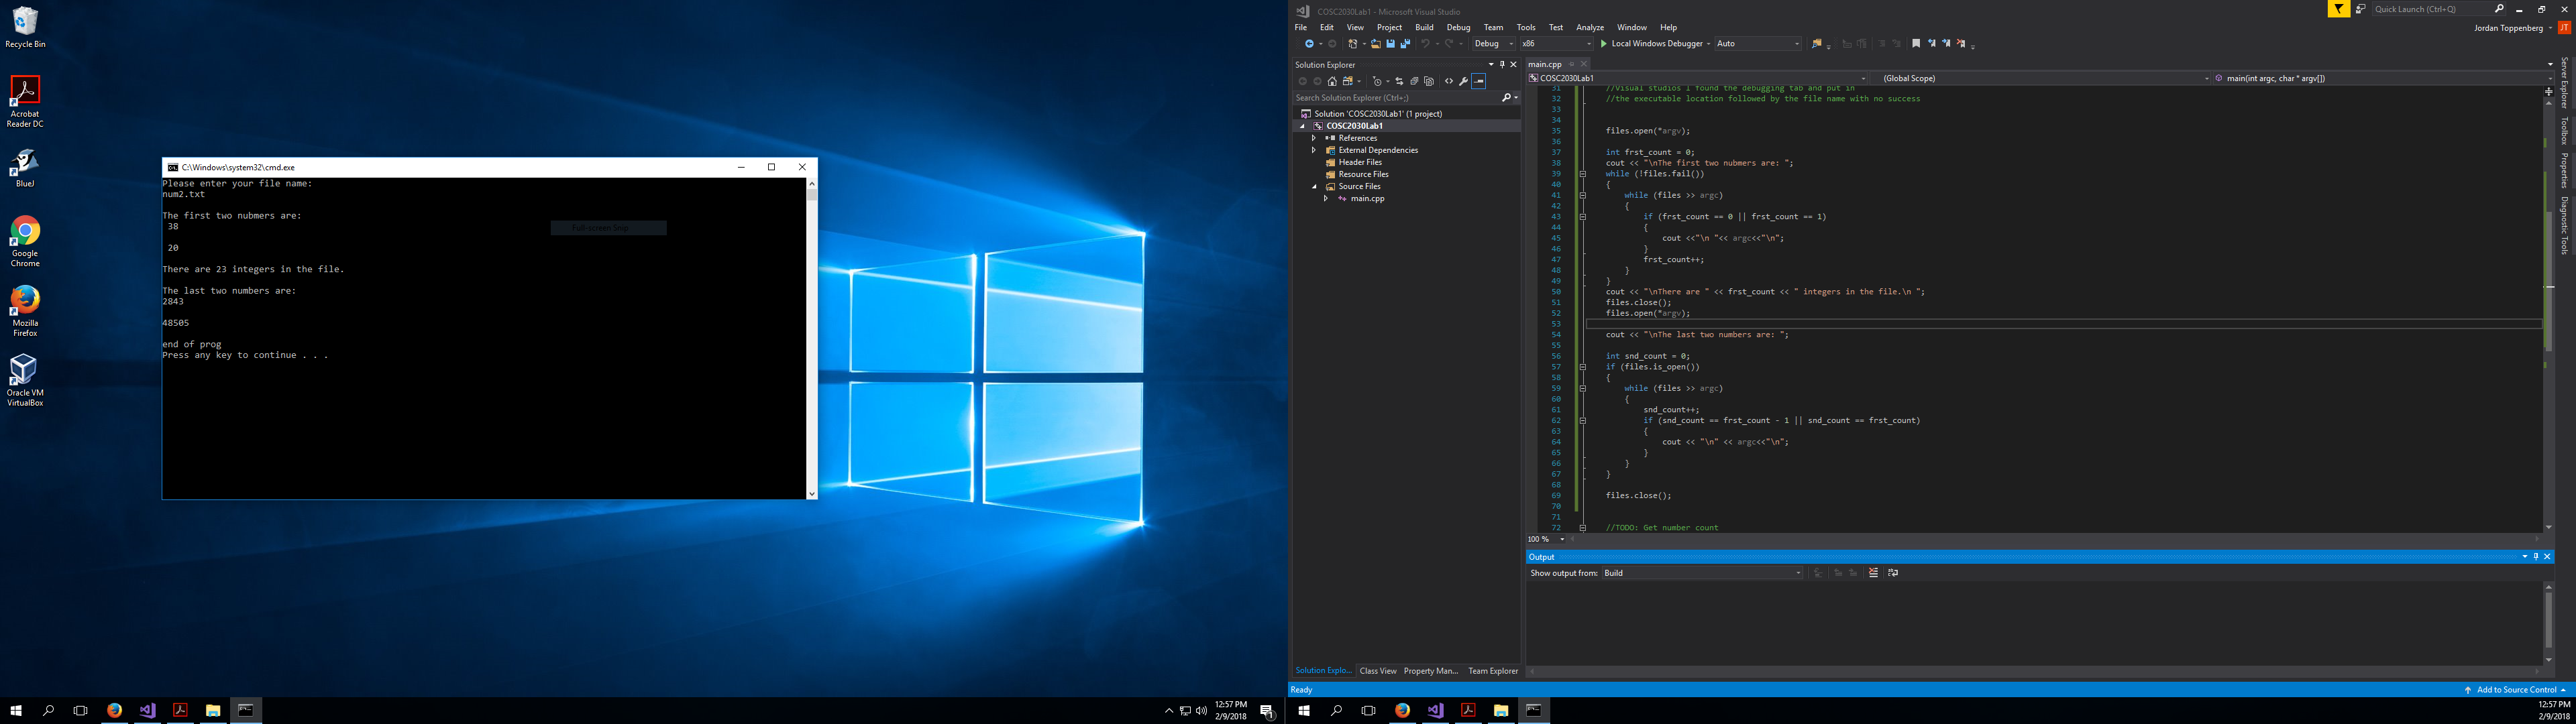 Recycle Bin
Acrobat
Reader DC
BlueJ
Google
Chrome
Mozilla
Firefox
Oracle VM
VirtualBox
C:\Windows\system32\cmd.exe
Please enter your file name:
num2.txt
The first two nubmers are:
38
20
There are 23 integers in the file.
The last two numbers are:
2843
48505
end of prog
Press any key to continue . . .
Full-screen Snip
12:57 PM
2/9/2018
1
COSC2030Lab1 - Microsoft Visual Studio
Quick Launch (Ctrl+Q)
File Edit View Project Build Debug Team Tools Test Analyze Window Help
Jordan Toppenberg JT
Debug x86 Local Windows Debugger Auto
Solution Explorer
Search Solution Explorer (Ctrl+;)
Solution 'COSC2030Lab1' (1 project)
COSC2030Lab1
References
External Dependencies
Header Files
Resource Files
Source Files
main.cpp
Solution Explo... Class View Property Man... Team Explorer
main.cpp
COSC2030Lab1 (Global Scope) main(int argc, char * argv[])
31 //Visual studios I found the debugging tab and put in
32 //the executable location followed by the file name with no success
33
34
35 files.open(*argv);
36
37 int frst_count = 0;
38 cout << "\nThe first two nubmers are: ";
39 while (!files.fail())
40 {
41 while (files >> argc)
42 {
43 if (frst_count == 0 || frst_count == 1)
44 {
45 cout <<"\n "<< argc<<"\n";
46 }
47 frst_count++;
48 }
49 }
50 cout << "\nThere are " << frst_count << " integers in the file.\n ";
51 files.close();
52 files.open(*argv);
53
54 cout << "\nThe last two numbers are: ";
55
56 int snd_count = 0;
57 if (files.is_open())
58 {
59 while (files >> argc)
60 {
61 snd_count++;
62 if (snd_count == frst_count - 1 || snd_count == frst_count)
63 {
64 cout << "\n" << argc<<"\n";
65 }
66 }
67 }
68
69 files.close();
70
71
72 //TODO: Get number count
100 %
Output
Show output from: Build
Server Explorer
Toolbox
Properties
Diagnostic Tools
Ready
Add to Source Control
12:57 PM
2/9/2018